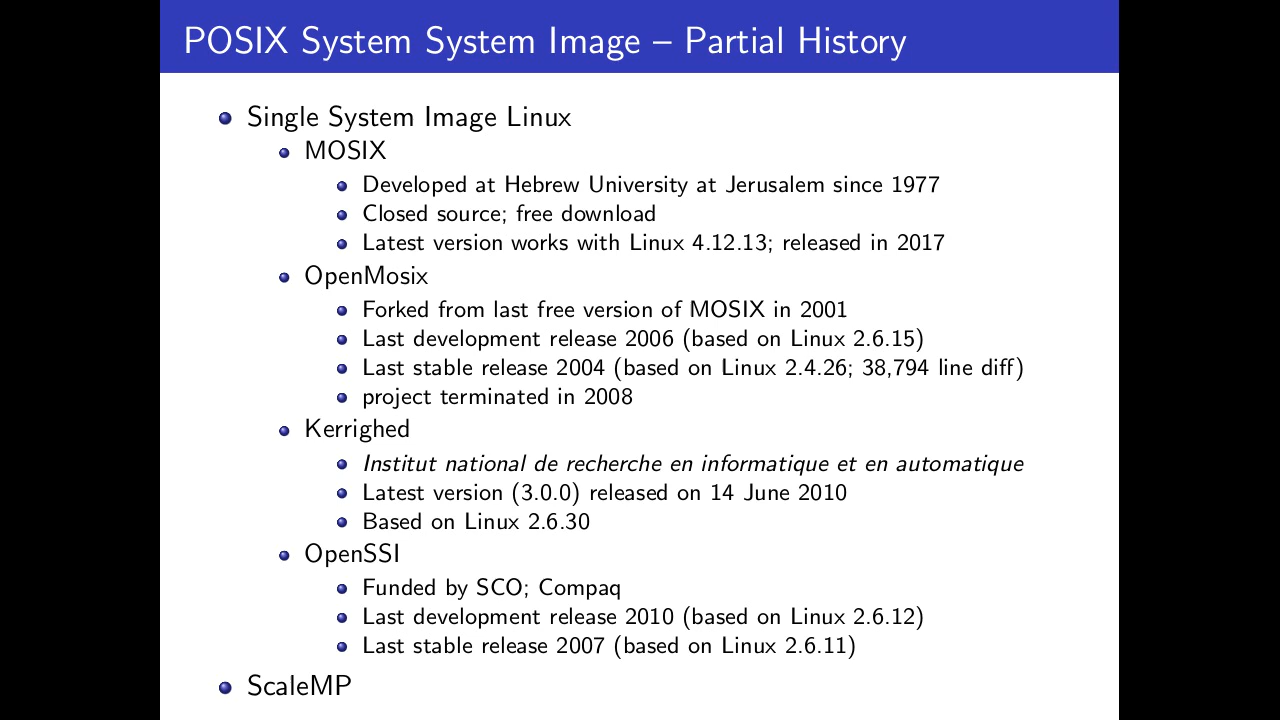 POSIX System System Image – Partial History
Single System Image Linux
MOSIX
Developed at Hebrew University at Jerusalem since 1977
Closed source; free download
Latest version works with Linux 4.12.13; released in 2017
OpenMosix
Forked from last free version of MOSIX in 2001
Last development release 2006 (based on Linux 2.6.15)
Last stable release 2004 (based on Linux 2.4.26; 38,794 line diff)
project terminated in 2008
Kerrighed
Institut national de recherche en informatique et en automatique
Latest version (3.0.0) released on 14 June 2010
Based on Linux 2.6.30
OpenSSI
Funded by SCO; Compaq
Last development release 2010 (based on Linux 2.6.12)
Last stable release 2007 (based on Linux 2.6.11)
ScaleMP